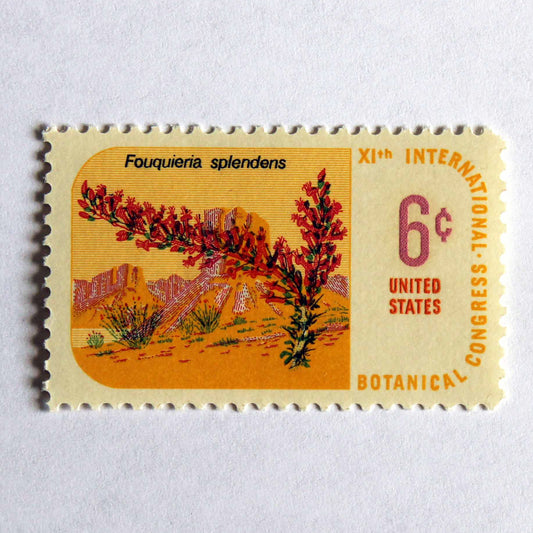 Fouquieria splendens
XIth INTERNATIONAL · BOTANICAL CONGRESS
6¢
UNITED
STATES